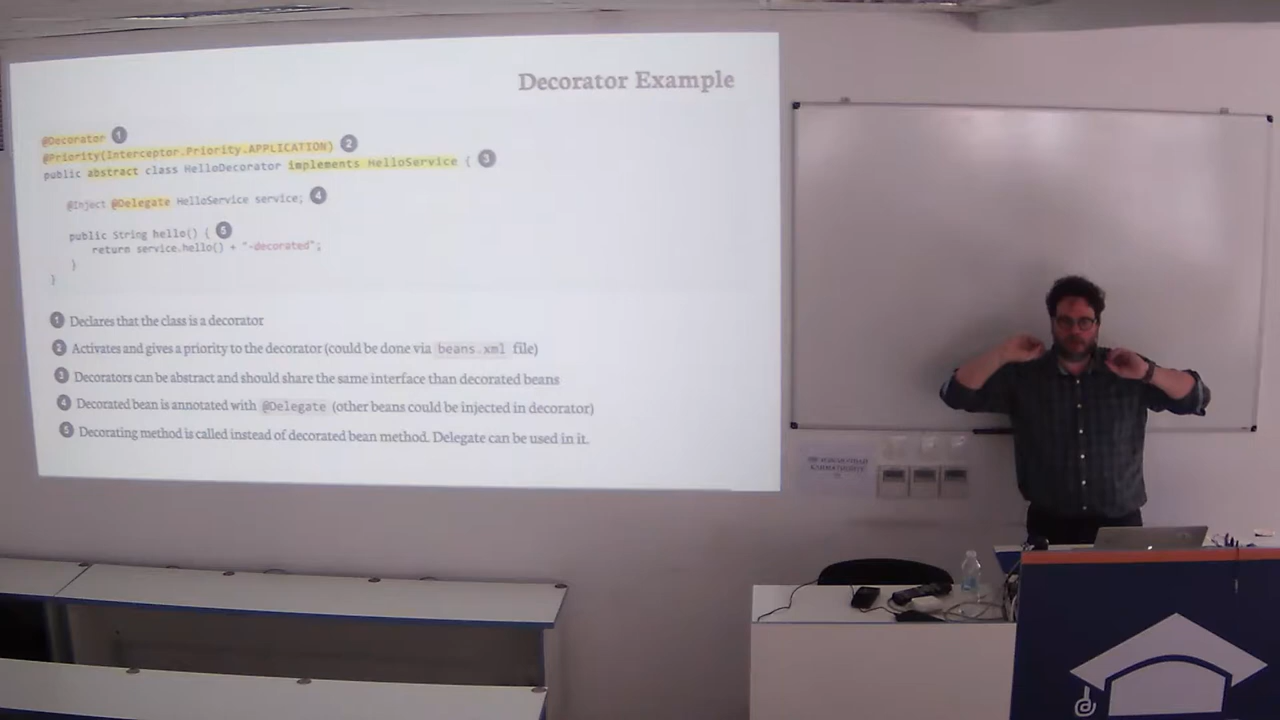 Decorator Example
@Decorator 1
@Priority(Interceptor.Priority.APPLICATION) 2
public abstract class HelloDecorator implements HelloService { 3
@Inject @Delegate HelloService service; 4
public String hello() { 5
return service.hello() + "-decorated";
}
}
1 Declares that the class is a decorator
2 Activates and gives a priority to the decorator (could be done via beans.xml file)
3 Decorators can be abstract and should share the same interface than decorated beans
4 Decorated bean is annotated with @Delegate (other beans could be injected in decorator)
5 Decorating method is called instead of decorated bean method. Delegate can be used in it.